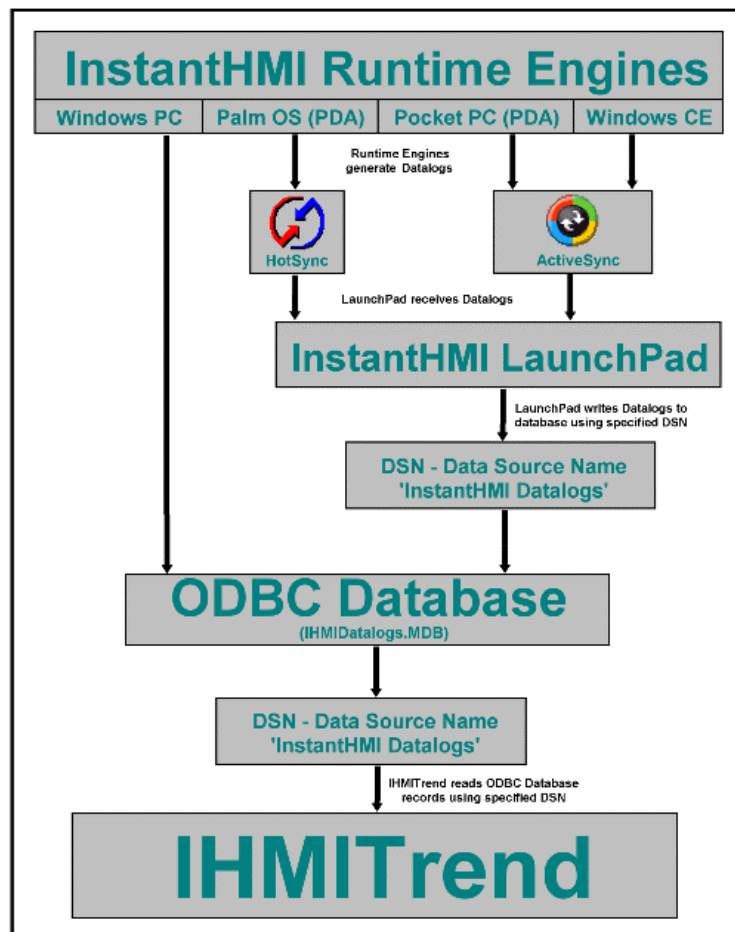 InstantHMI Runtime Engines
Windows PC
Palm OS (PDA)
Pocket PC (PDA)
Windows CE
Runtime Engines
generate Datalogs
HotSync
ActiveSync
LaunchPad receives Datalogs
InstantHMI LaunchPad
LaunchPad writes Datalogs to
database using specified DSN
DSN - Data Source Name
'InstantHMI Datalogs'
ODBC Database
(IHMIDatalogs.MDB)
DSN - Data Source Name
'InstantHMI Datalogs'
IHMITrend reads ODBC Database
records using specified DSN
IHMITrend